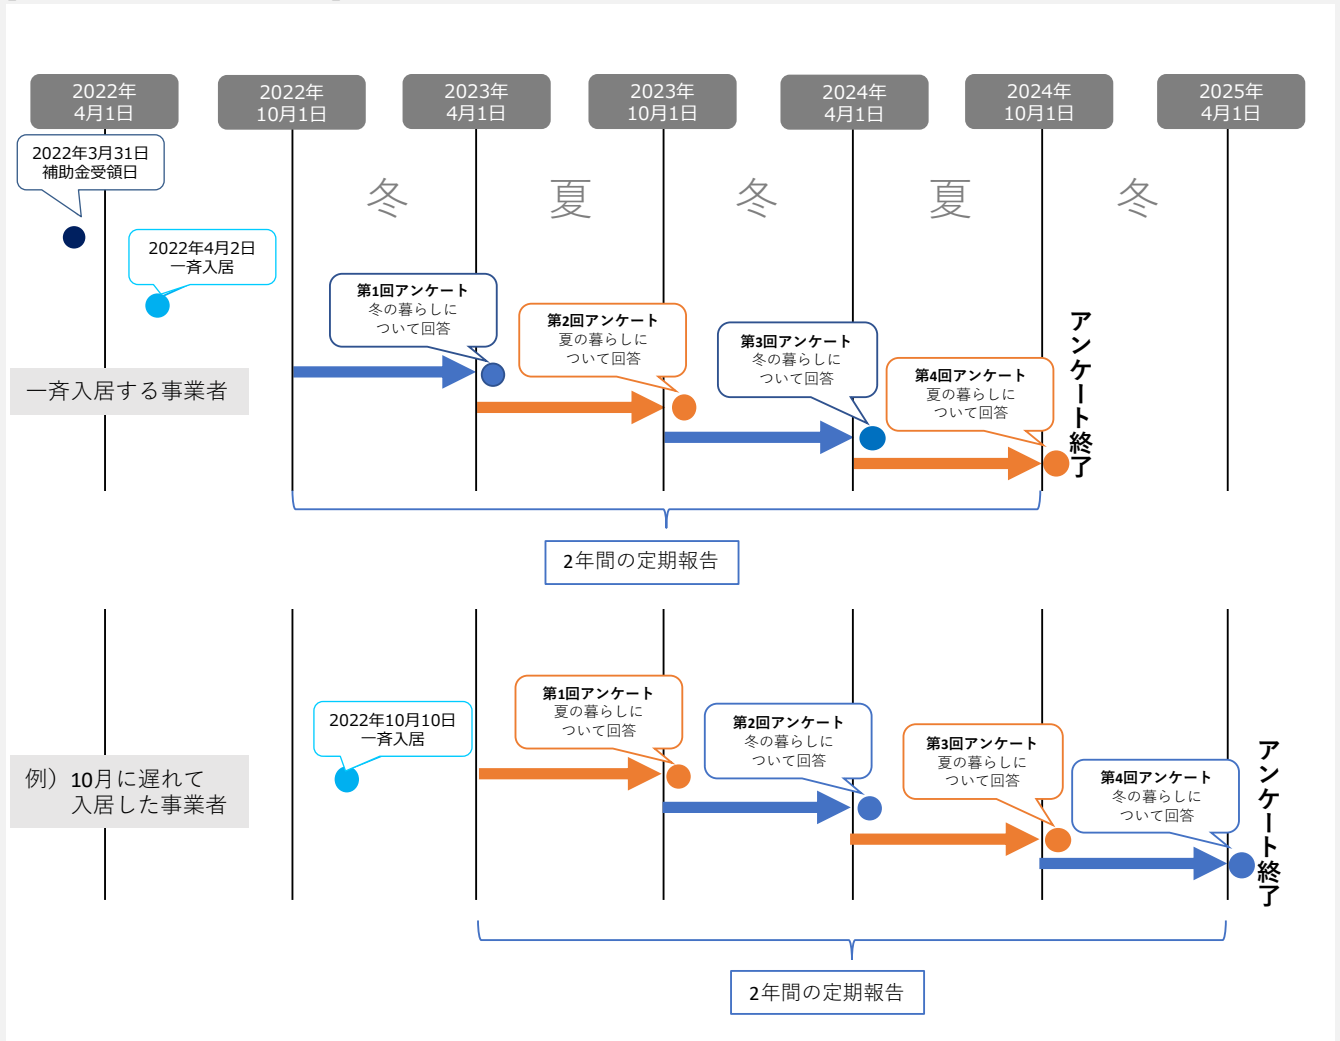 2022年
4月1日
2022年
10月1日
2023年
4月1日
2023年
10月1日
2024年
4月1日
2024年
10月1日
2025年
4月1日
2022年3月31日
補助金受領日
冬
夏
冬
夏
冬
2022年4月2日
一斉入居
第1回アンケート
冬の暮らしに
ついて回答
第2回アンケート
夏の暮らしに
ついて回答
第3回アンケート
冬の暮らしに
ついて回答
第4回アンケート
夏の暮らしに
ついて回答
アンケート終了
一斉入居する事業者
2年間の定期報告
2022年10月10日
一斉入居
第1回アンケート
夏の暮らしに
ついて回答
第2回アンケート
冬の暮らしに
ついて回答
第3回アンケート
夏の暮らしに
ついて回答
第4回アンケート
冬の暮らしに
ついて回答
アンケート終了
例）10月に遅れて
入居した事業者
2年間の定期報告